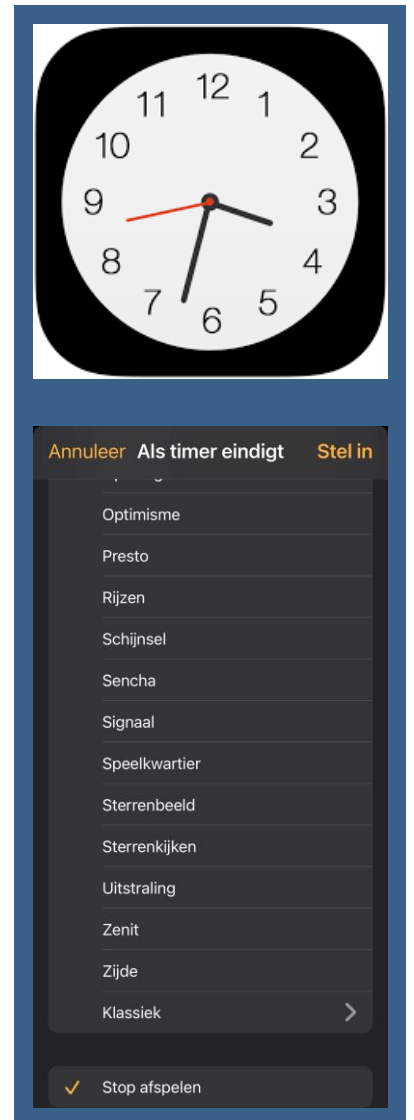 12
11
1
10
2
9
3
8
4
7
5
6
Annuleer Als timer eindigt Stel in
Optimisme
Presto
Rijzen
Schijnsel
Sencha
Signaal
Speelkwartier
Sterrenbeeld
Sterrenkijken
Uitstraling
Zenit
Zijde
Klassiek
Stop afspelen